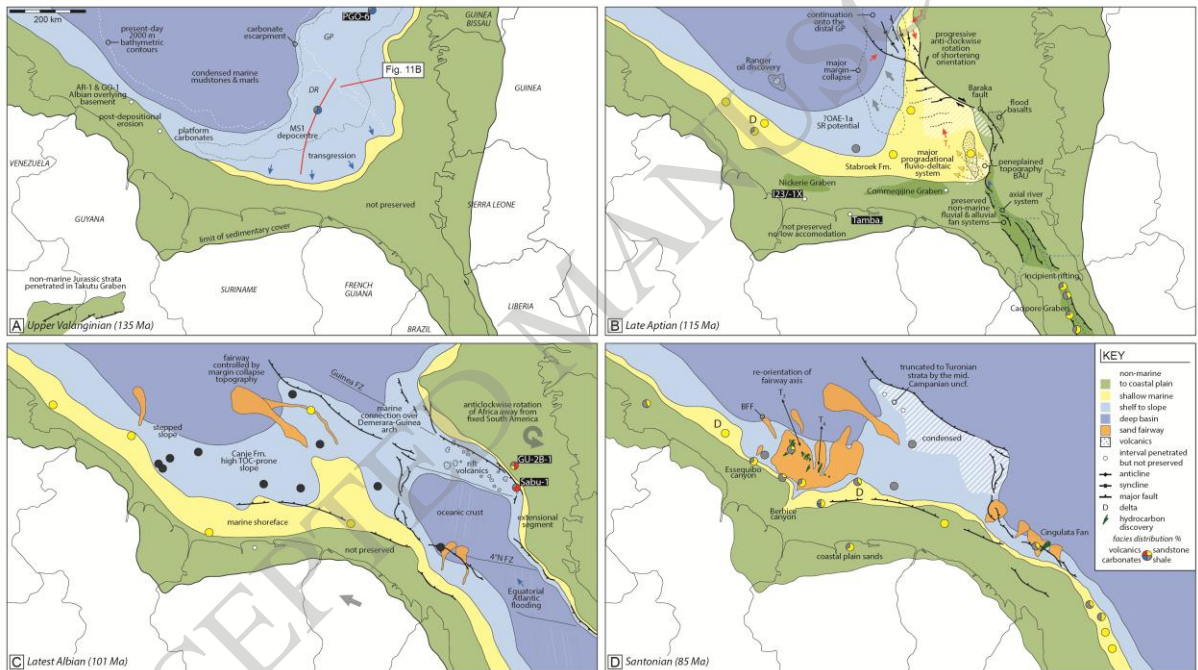 200 km
present-day
2000 m
bathymetric
contours
carbonate
escarpment
PGO-6
GP
GUINEA
BISSAU
condensed marine
mudstones & marls
Fig. 11B
GUINEA
AR-1 & GO-1
Albian overlying
basement
DR
post-depositional
erosion
platform
carbonates
MS1
depocentre
transgression
VENEZUELA
not preserved
SIERRA LEONE
GUYANA
limit of sedimentary cover
non-marine Jurassic strata
penetrated in Takutu Graben
SURINAME
FRENCH
GUIANA
LIBERIA
BRAZIL
A Upper Valanginian (135 Ma)
continuation
onto the
distal GP
progressive
anti-clockwise
rotation
of shortening
orientation
Ranger
oil discovery
major
margin
collapse
Baraka
fault
flood
basalts
D
?OAE-1a
SR potential
Stabroek Fm.
major
progradational
fluvio-deltaic
system
peneplained
topography
BAU
Nickerie Graben
Commewijne Graben
axial river
system
Tamba.
preserved
non-marine
fluvial & alluvial
fan systems
not preserved
no/low accomodation
Incipient rifting
Cacipore Graben
B Late Aptian (115 Ma)
fairway
controlled by
margin collapse
topography
Guinea FZ
marine
connection over
Demerara-Guinea
arch
anticlockwise rotation
of Africa away from
fixed South America
stepped
slope
Canje Fm.
high TOC-prone
slope
rift
volcanics
GU-2B-1
Sabu-1
oceanic crust
extensional
segment
marine shoreface
not preserved
4°N FZ
Equatorial
Atlantic
flooding
C Latest Albian (101 Ma)
re-orientation of
fairway axis
truncated to Turonian
strata by the mid.
Campanian uncf.
BFF
D
condensed
Essequibo
canyon
Berbice
canyon
D
Cingulata Fan
coastal plain sands
D Santonian (85 Ma)
KEY
non-marine
to coastal plain
shallow marine
shelf to slope
deep basin
sand fairway
volcanics
interval penetrated
but not preserved
anticline
syncline
major fault
D delta
hydrocarbon
discovery
facies distribution %
volcanics sandstone
carbonates shale
ACCEPTED MANUSCRIPT